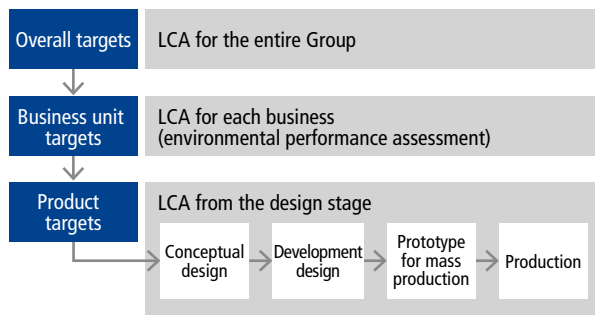 Overall targets
LCA for the entire Group
Business unit
targets
LCA for each business
(environmental performance assessment)
Product
targets
LCA from the design stage
Conceptual
design
Development
design
Prototype
for mass
production
Production